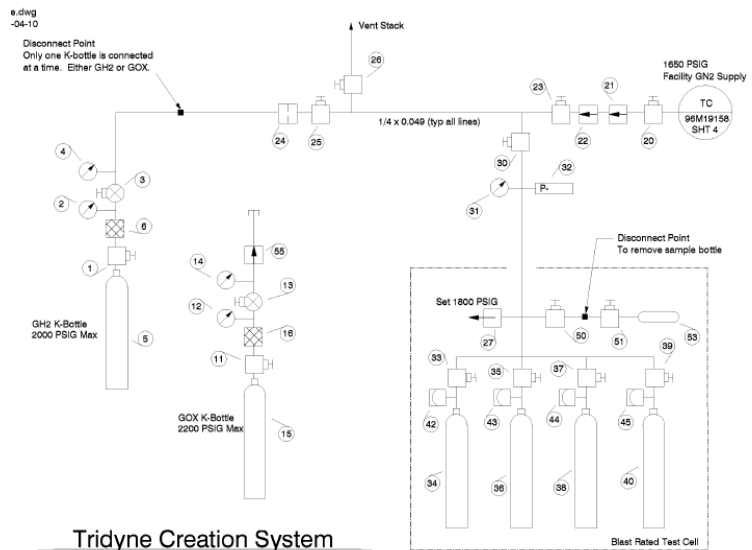 e.dwg
-04-10
Disconnect Point
Only one K-bottle is connected
at a time.  Either GH2 or GOX.
Vent Stack
26
24
25
1/4 x 0.049 (typ all lines)
23
22
21
20
1650 PSIG
Facility GN2 Supply
TC
96M19158
SHT 4
30
32
P-
31
4
3
2
6
1
GH2 K-Bottle
2000 PSIG Max
5
55
14
13
12
16
11
GOX K-Bottle
2200 PSIG Max
15
Disconnect Point
To remove sample bottle
Set 1800 PSIG
27
50
51
53
33
35
37
39
42
43
44
45
34
36
38
40
Tridyne Creation System
Blast Rated Test Cell